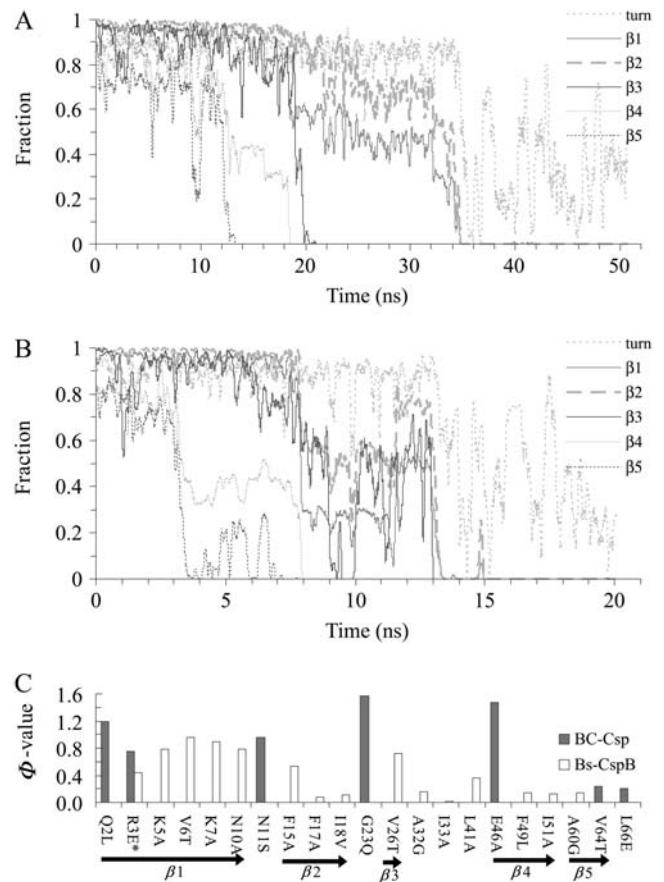 A
1
0.8
0.6
0.4
0.2
0
Fraction
0 10 20 30 40 50
Time (ns)
turn
β1
β2
β3
β4
β5
B
1
0.8
0.6
0.4
0.2
0
Fraction
0 5 10 15 20
Time (ns)
turn
β1
β2
β3
β4
β5
C
1.6
1.2
0.8
0.4
0.0
Φ-value
BC-Csp
Bs-CspB
Q2L R3E* K5A V6T K7A N10A N11S F15A F17A I18V G23Q V26T A32G I33A L41A E46A F49L I51A A60G V64T L66E
β1 β2 β3 β4 β5